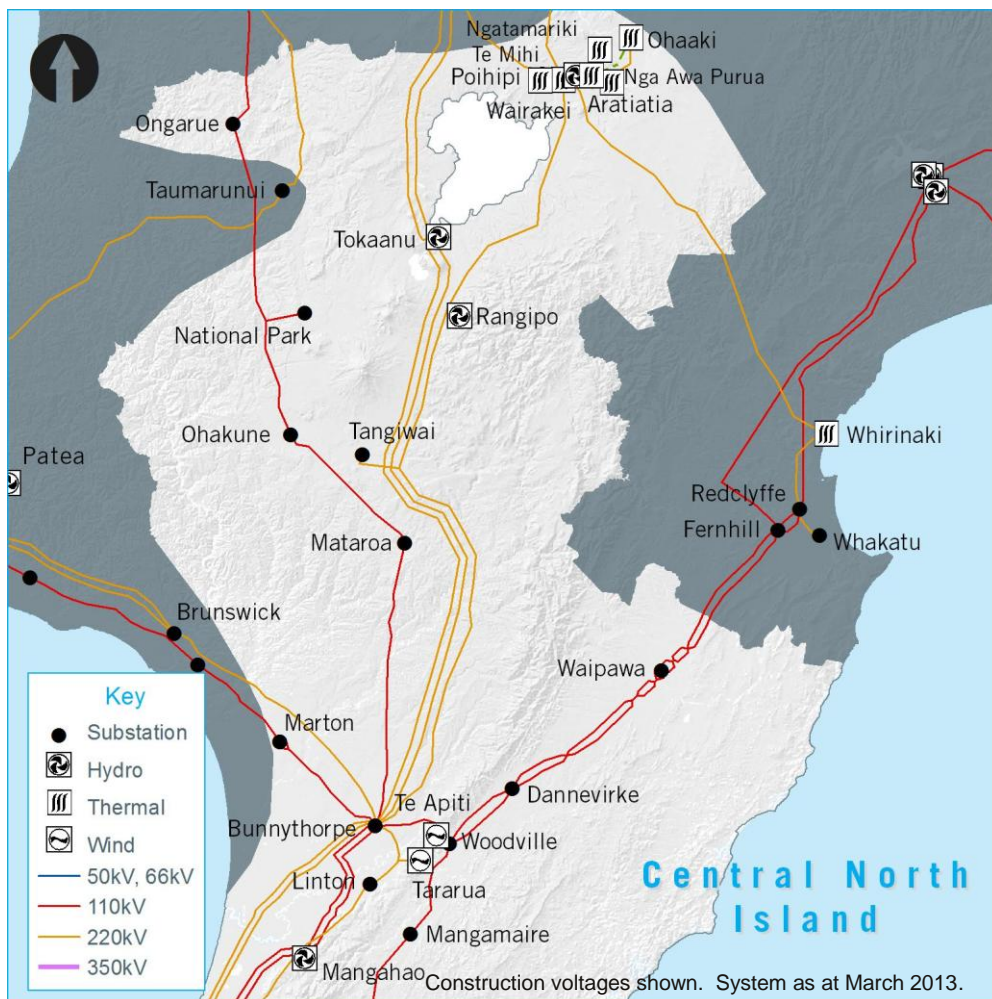 Ngatamariki
Ohaaki
Te Mihi
Poihipi
Nga Awa Purua
Wairakei
Aratiatia
Ongarue
Taumarunui
Tokaanu
Rangipo
National Park
Ohakune
Tangiwai
Whirinaki
Patea
Redclyffe
Fernhill
Whakatu
Mataroa
Brunswick
Waipawa
Key
Substation
Hydro
Thermal
Wind
50kV, 66kV
110kV
220kV
350kV
Marton
Te Apiti
Dannevirke
Bunnythorpe
Woodville
Linton
Tararua
Mangamaire
Mangahao
Central North
Island
Construction voltages shown. System as at March 2013.